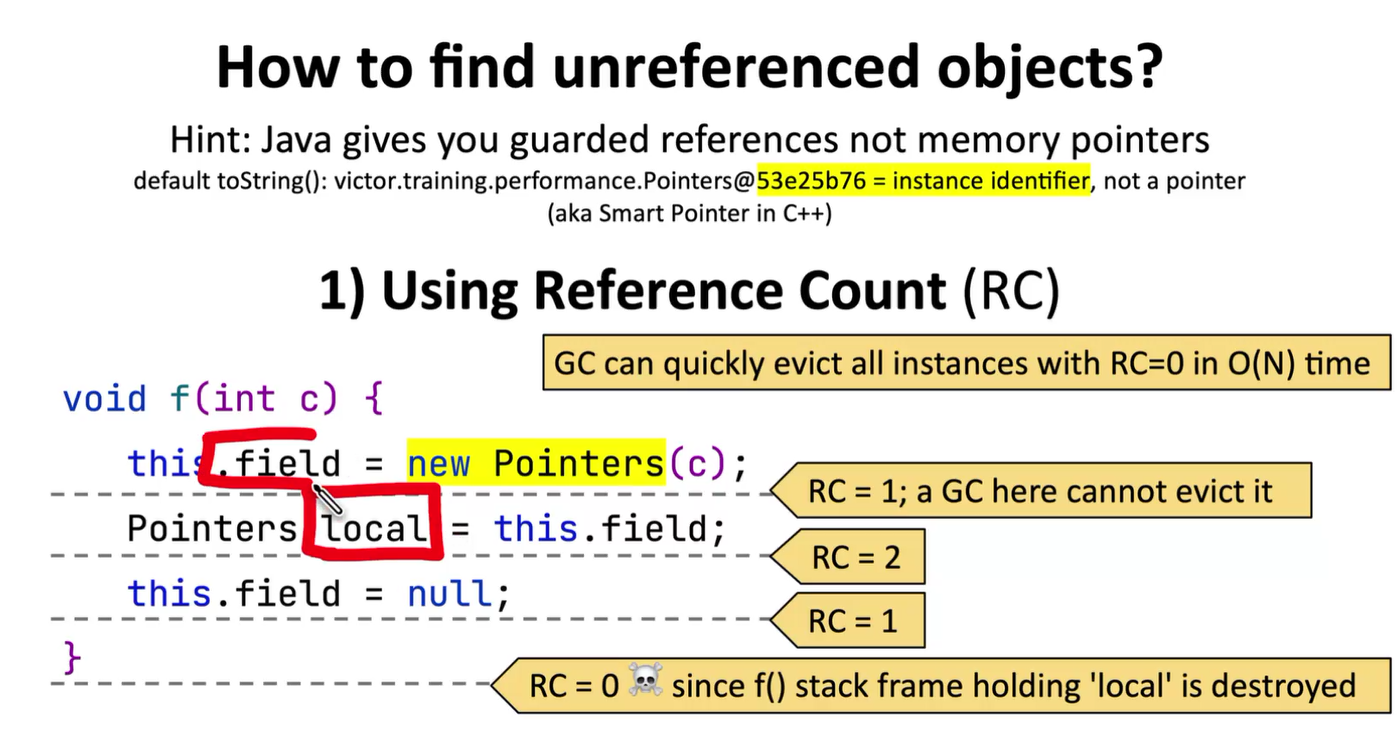 How to find unreferenced objects?
Hint: Java gives you guarded references not memory pointers
default toString(): victor.training.performance.Pointers@53e25b76 = instance identifier, not a pointer
(aka Smart Pointer in C++)
1) Using Reference Count (RC)
GC can quickly evict all instances with RC=0 in O(N) time
void f(int c) {
this.field = new Pointers(c);
RC = 1; a GC here cannot evict it
Pointers local = this.field;
RC = 2
this.field = null;
RC = 1
}
RC = 0 ☠ since f() stack frame holding 'local' is destroyed